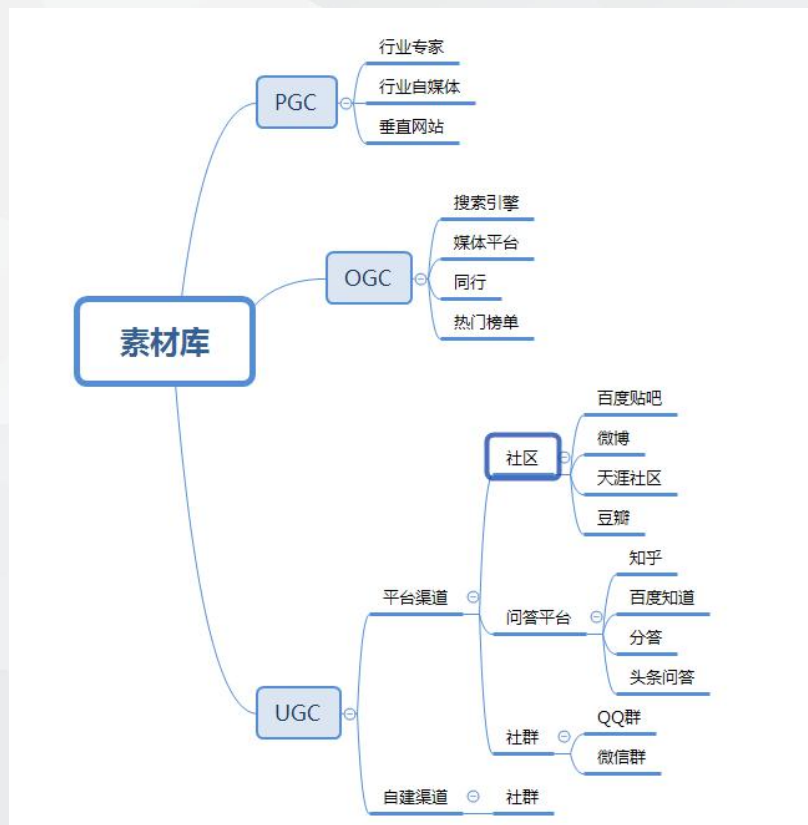 行业专家
PGC
行业自媒体
垂直网站
搜索引擎
媒体平台
OGC
同行
热门榜单
素材库
百度贴吧
微博
社区
天涯社区
豆瓣
知乎
平台渠道
百度知道
问答平台
分答
头条问答
UGC
QQ群
社群
微信群
自建渠道
社群